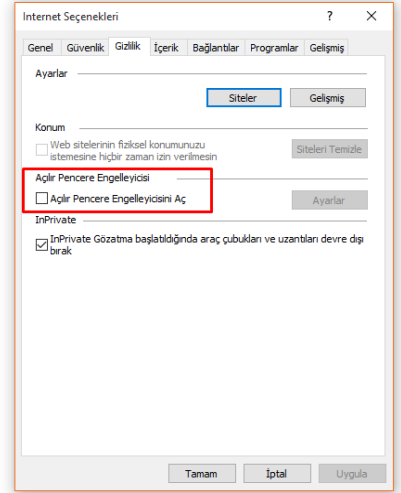 Internet Seçenekleri ? X
Genel Güvenlik Gizlilik İçerik Bağlantılar Programlar Gelişmiş
Ayarlar
Siteler Gelişmiş
Konum
Web sitelerinin fiziksel konumunuzu
istemesine hiçbir zaman izin verilmesin
Siteleri Temizle
Açılır Pencere Engelleyicisi
Açılır Pencere Engelleyicisini Aç
Ayarlar
InPrivate
InPrivate Gözatma başlatıldığında araç çubukları ve uzantıları devre dışı
bırak
Tamam İptal Uygula